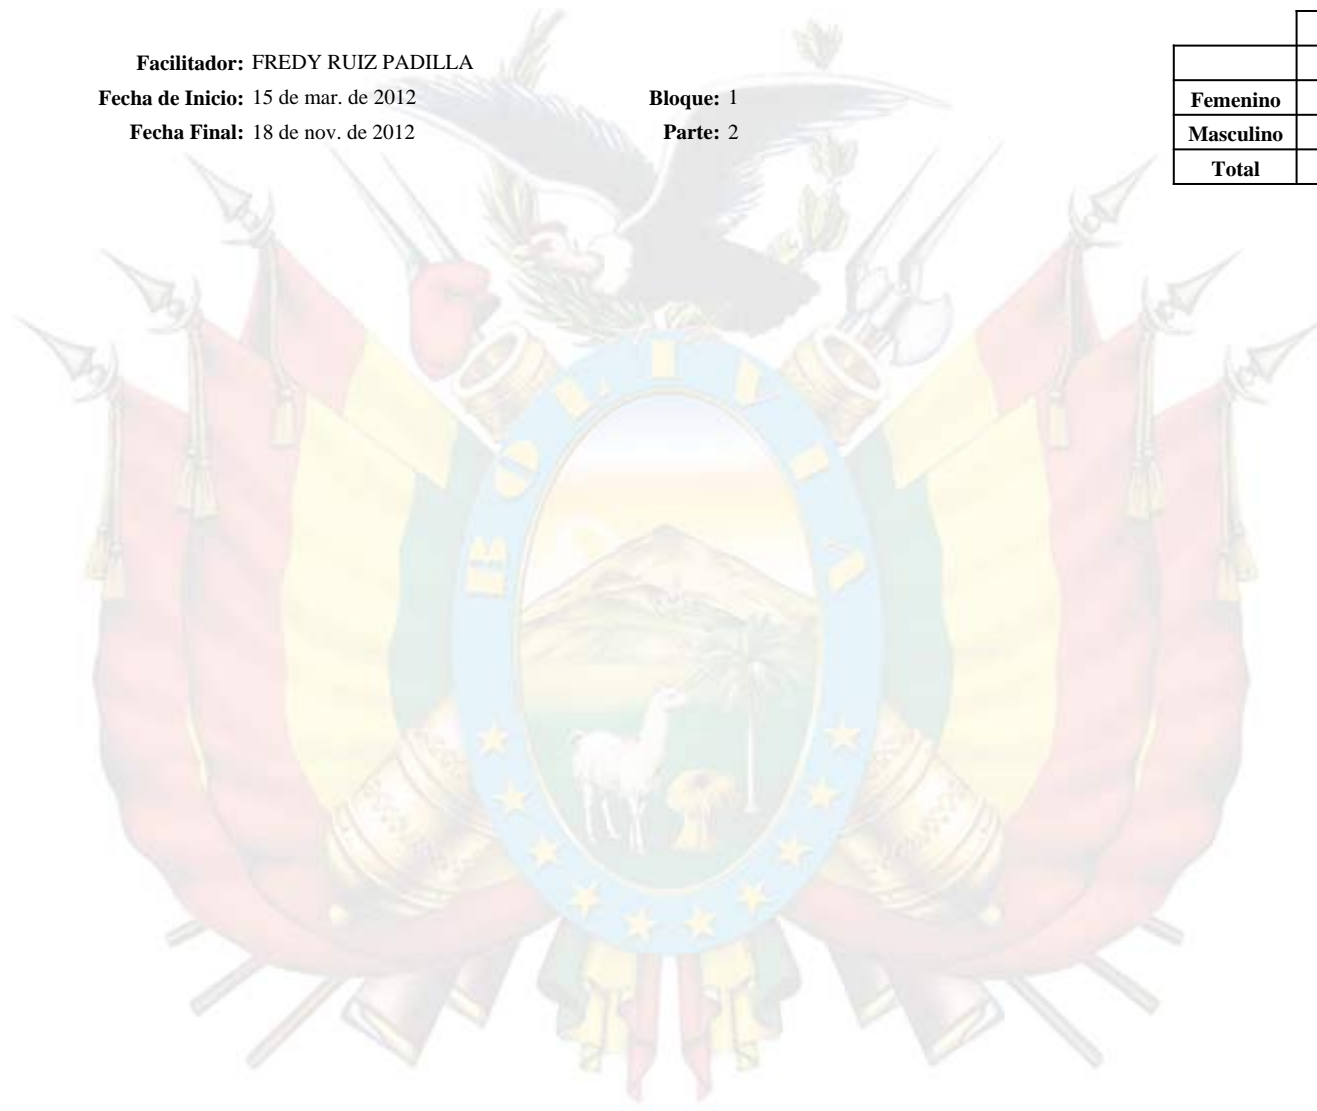 Facilitador: FREDY RUIZ PADILLA
Fecha de Inicio: 15 de mar. de 2012 Bloque: 1
Fecha Final: 18 de nov. de 2012 Parte: 2
Femenino
Masculino
Total
BOLIVIA